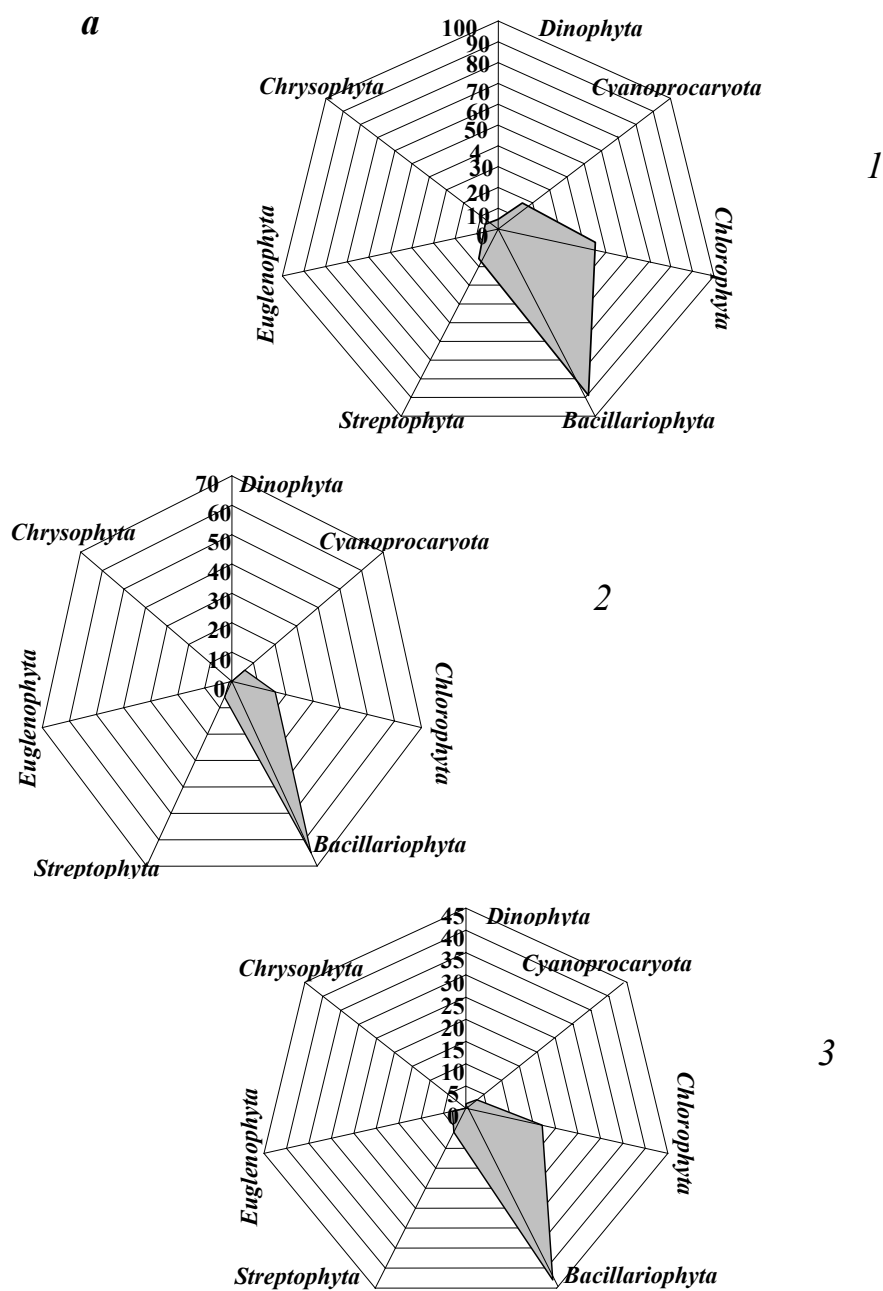 a
100
Dinophyta
90
80
Chrysophyta
Cyanoprocaryota
70
60
50
4
30
20
10
0
1
Euglenophyta
Chlorophyta
Streptophyta
Bacillariophyta
70
Dinophyta
60
Chrysophyta
Cyanoprocaryota
50
40
30
20
10
0
2
Euglenophyta
Chlorophyta
Bacillariophyta
Streptophyta
45
Dinophyta
40
35
Chrysophyta
Cyanoprocaryota
30
25
20
15
10
5
0
3
Euglenophyta
Chlorophyta
Streptophyta
Bacillariophyta